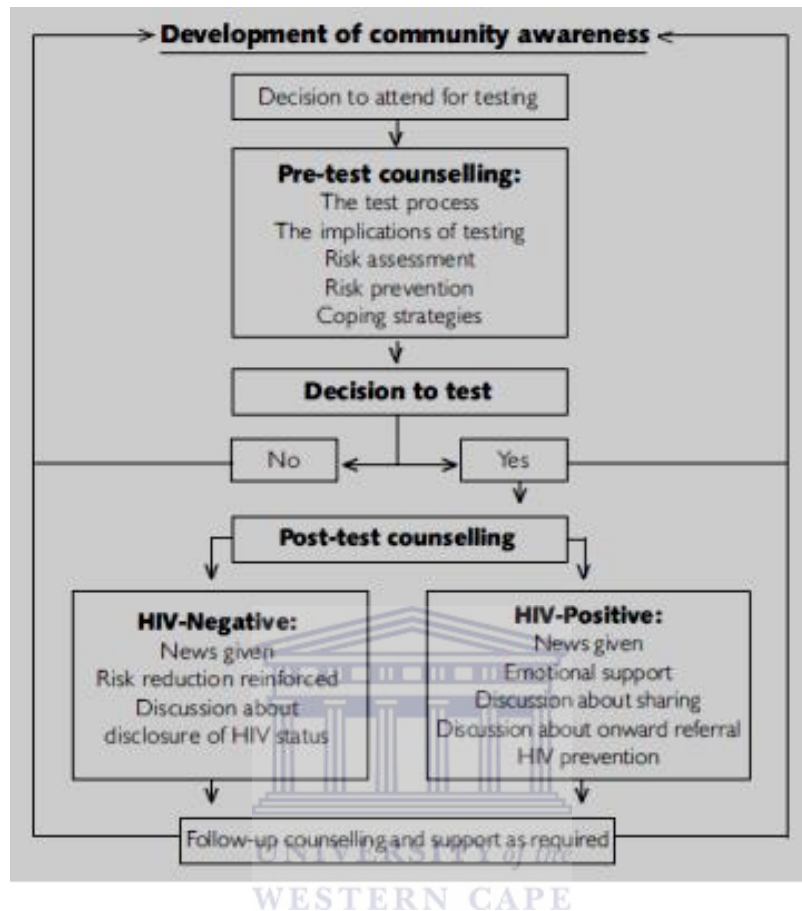 Development of community awareness
Decision to attend for testing
Pre-test counselling:
The test process
The implications of testing
Risk assessment
Risk prevention
Coping strategies
Decision to test
No
Yes
Post-test counselling
HIV-Negative:
News given
Risk reduction reinforced
Discussion about
disclosure of HIV status
HIV-Positive:
News given
Emotional support
Discussion about sharing
Discussion about onward referral
HIV prevention
Follow-up counselling and support as required
UNIVERSITY of the
WESTERN CAPE